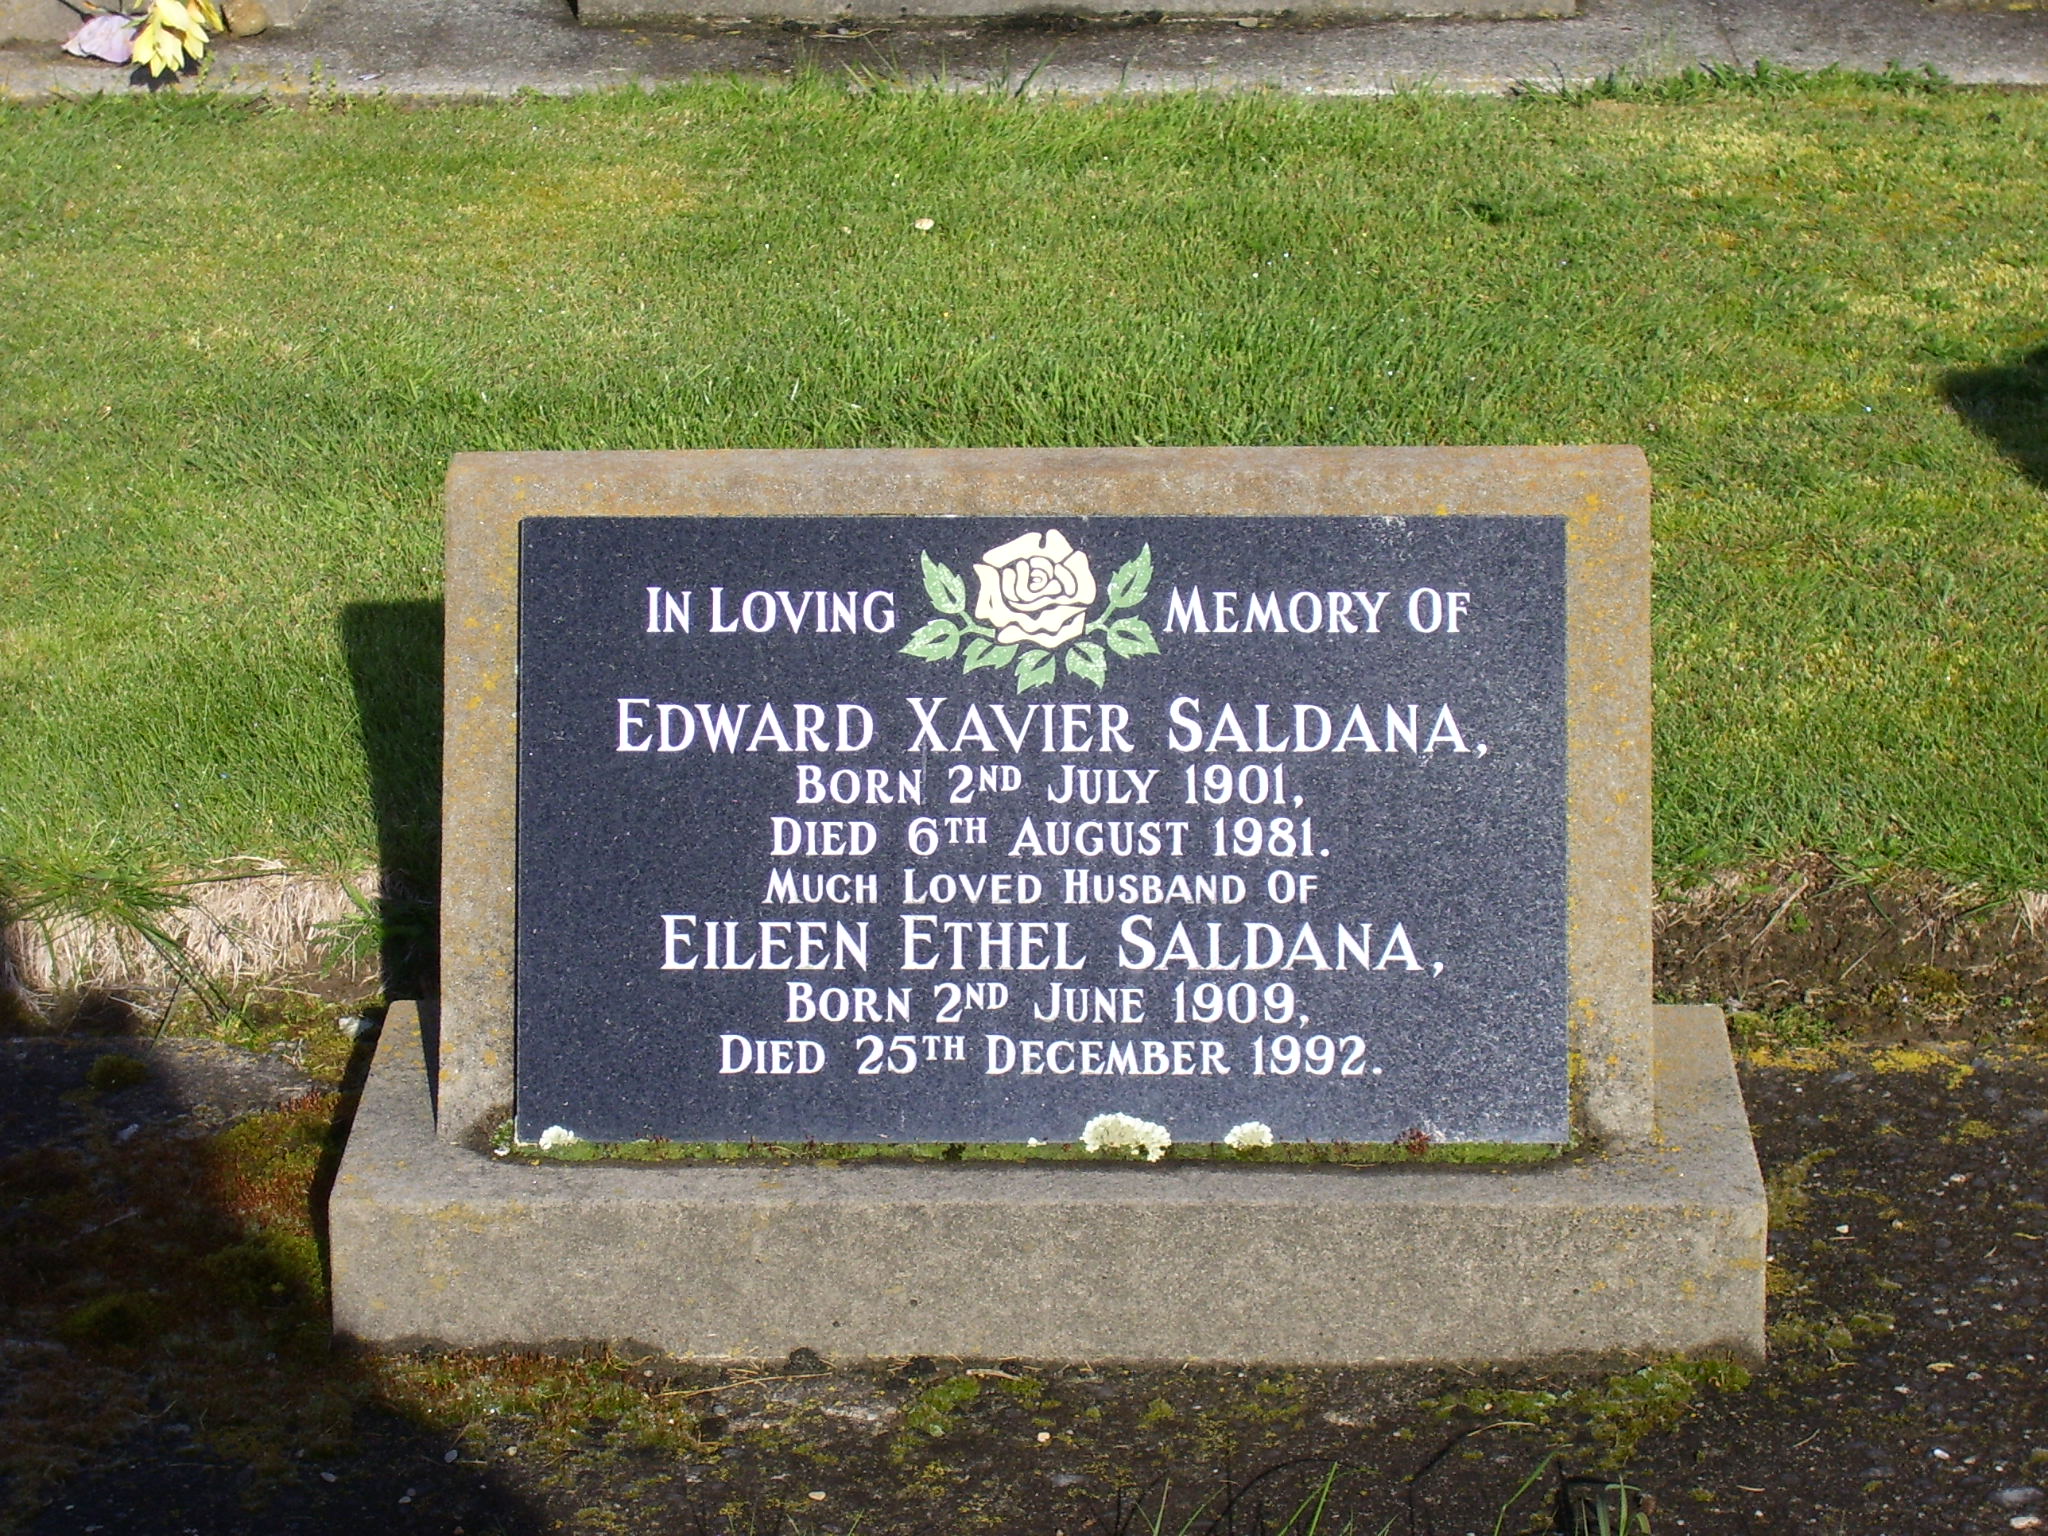 In Loving Memory Of
Edward Xavier Saldana,
Born 2nd July 1901,
Died 6th August 1981.
Much Loved Husband Of
Eileen Ethel Saldana,
Born 2nd June 1909,
Died 25th December 1992.